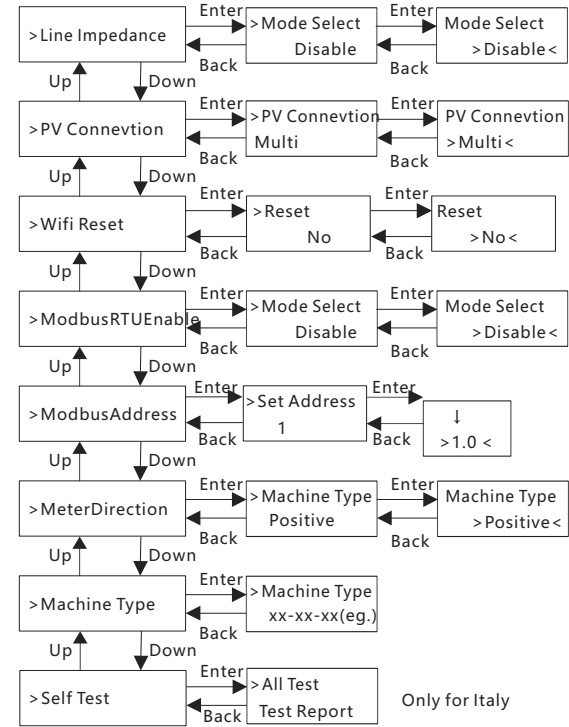 Enter
Enter
>Line Impedance
>Mode Select
Disable
Mode Select
>Disable<
Back
Back
Up
Down
Enter
Enter
>PV Connevtion
>PV Connevtion
Multi
PV Connevtion
>Multi<
Back
Back
Up
Down
Enter
Enter
>Wifi Reset
>Reset
No
Reset
>No<
Back
Back
Up
Down
Enter
Enter
>ModbusRTUEnable
>Mode Select
Disable
Mode Select
>Disable<
Back
Back
Up
Down
Enter
Enter
>ModbusAddress
>Set Address
1
↓
>1.0 <
Back
Back
Up
Down
Enter
Enter
>MeterDirection
>Machine Type
Positive
Machine Type
>Positive<
Back
Back
Up
Down
Enter
>Machine Type
>Machine Type
xx-xx-xx(eg.)
Back
Up
Down
Enter
>Self Test
>All Test
Test Report
Back
Only for Italy